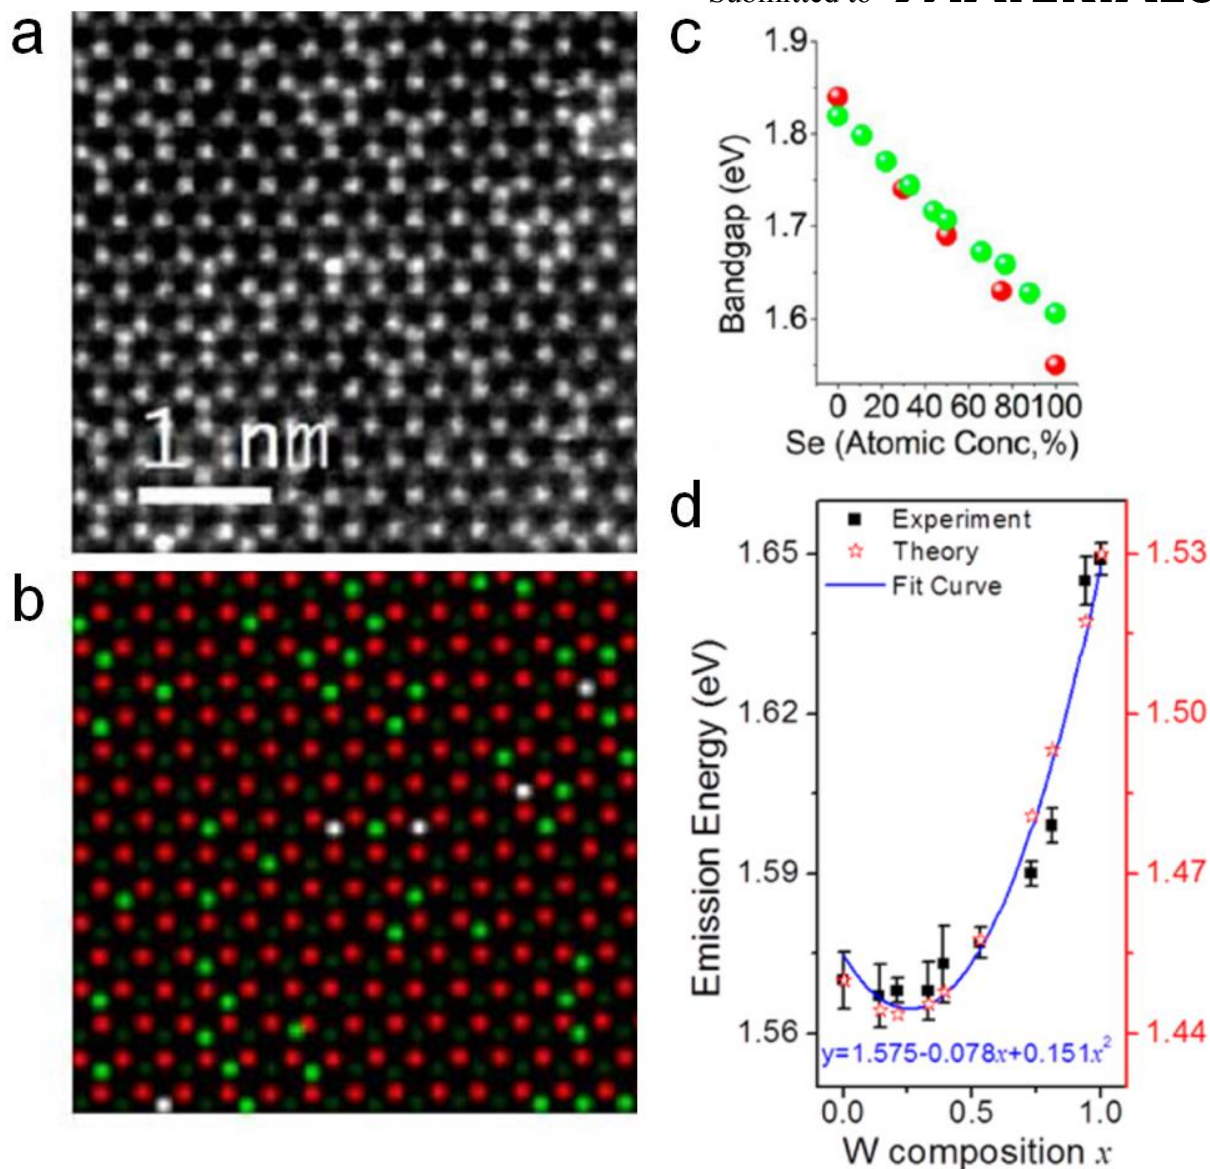 Submitted to
a
1 nm
b
c
1.9
1.8
1.7
1.6
Bandgap (eV)
0 20 40 60 80 100
Se (Atomic Conc,%)
d
Experiment
Theory
Fit Curve
1.65
1.62
1.59
1.56
Emission Energy (eV)
1.53
1.50
1.47
1.44
y=1.575-0.078x+0.151x²
0.0 0.5 1.0
W composition x